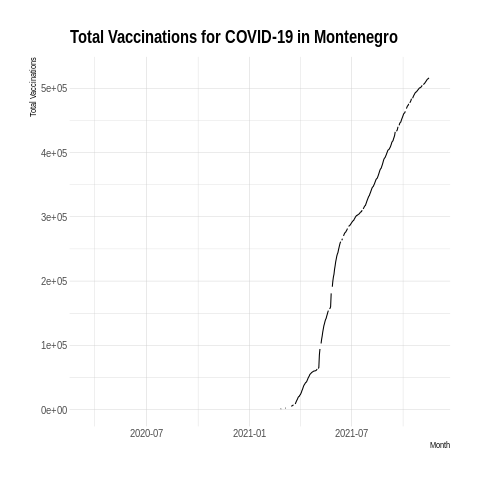 Total Vaccinations for COVID-19 in Montenegro
Total Vaccinations
5e+05
4e+05
3e+05
2e+05
1e+05
0e+00
2020-07 2021-01 2021-07
Month